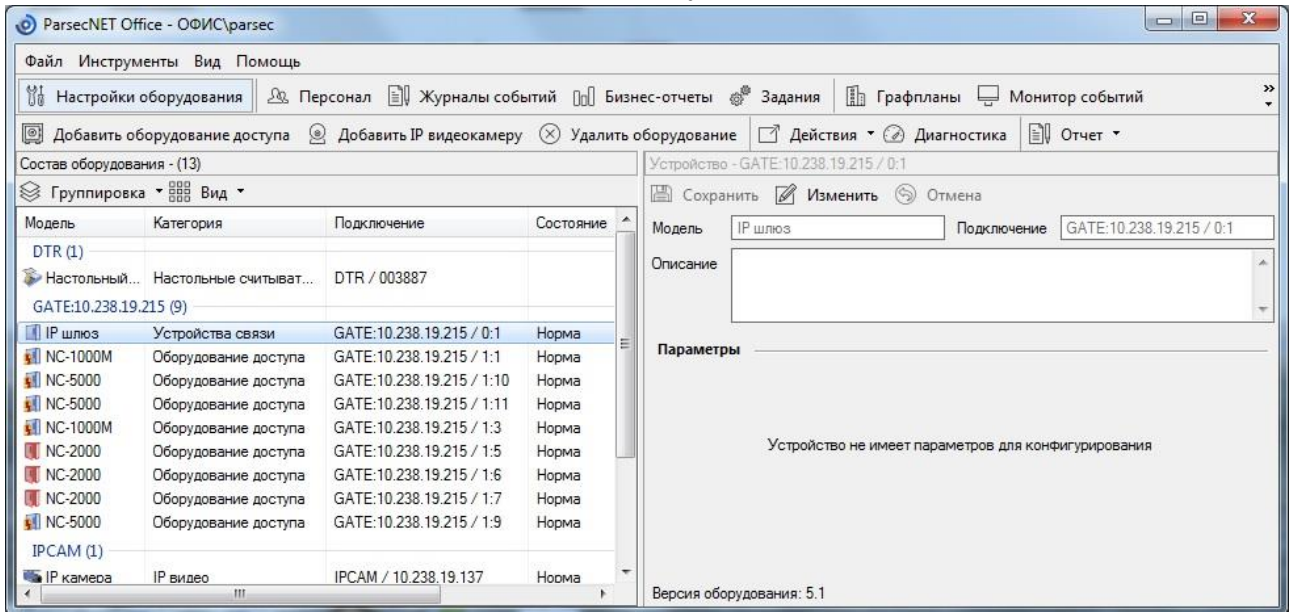 ParsecNET Office - ОФИС\parsec
Файл Инструменты Вид Помощь
Настройки оборудования Персонал Журналы событий Бизнес-отчеты Задания Графпланы Монитор событий
Добавить оборудование доступа Добавить IP видеокамеру Удалить оборудование Действия Диагностика Отчет
Состав оборудования - (13)
Группировка Вид
Модель Категория Подключение Состояние
DTR (1)
Настольный... Настольные считыват... DTR / 003887
GATE:10.238.19.215 (9)
IP шлюз Устройства связи GATE:10.238.19.215 / 0:1 Норма
NC-1000M Оборудование доступа GATE:10.238.19.215 / 1:1 Норма
NC-5000 Оборудование доступа GATE:10.238.19.215 / 1:10 Норма
NC-5000 Оборудование доступа GATE:10.238.19.215 / 1:11 Норма
NC-1000M Оборудование доступа GATE:10.238.19.215 / 1:3 Норма
NC-2000 Оборудование доступа GATE:10.238.19.215 / 1:5 Норма
NC-2000 Оборудование доступа GATE:10.238.19.215 / 1:6 Норма
NC-2000 Оборудование доступа GATE:10.238.19.215 / 1:7 Норма
NC-5000 Оборудование доступа GATE:10.238.19.215 / 1:9 Норма
IPCAM (1)
IP камера IP видео IPCAM / 10.238.19.137 Норма
Устройство - GATE:10.238.19.215 / 0:1
Сохранить Изменить Отмена
Модель IP шлюз Подключение GATE:10.238.19.215 / 0:1
Описание
Параметры
Устройство не имеет параметров для конфигурирования
Версия оборудования: 5.1